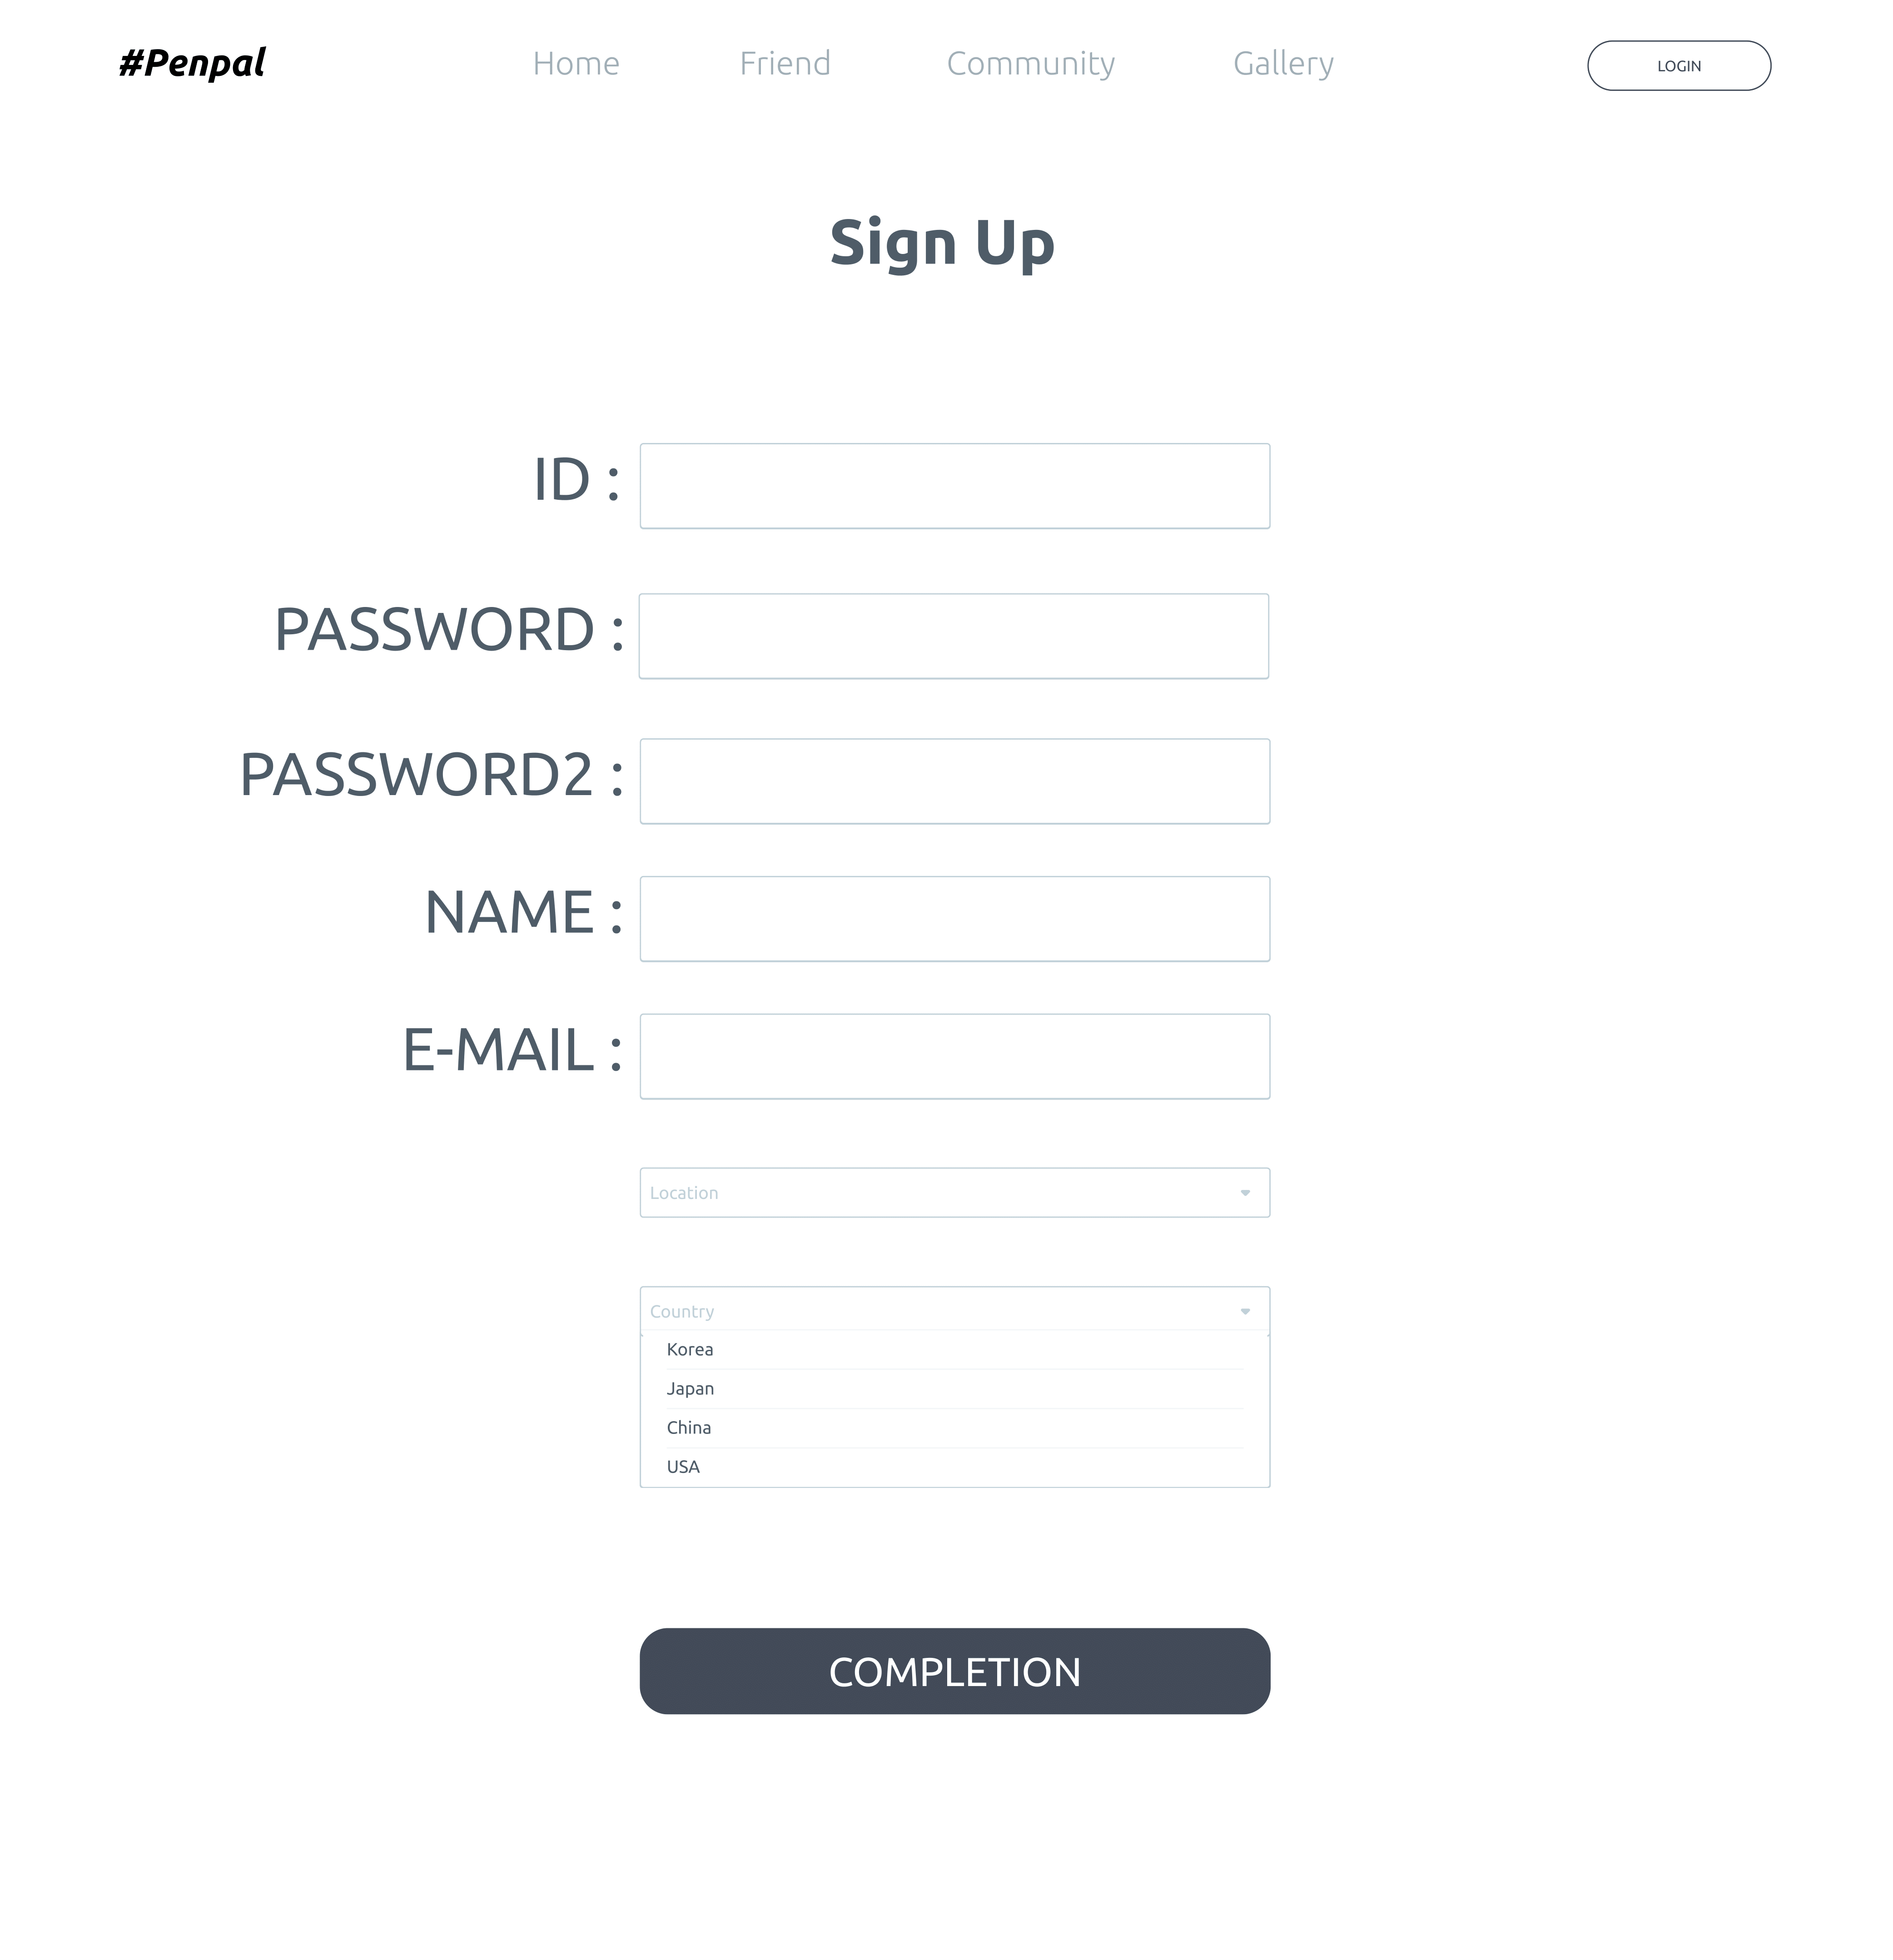 #Penpal Home Friend Community Gallery LOGIN
Sign Up
ID :
PASSWORD :
PASSWORD2 :
NAME :
E-MAIL :
Location
Country
Korea
Japan
China
USA
COMPLETION